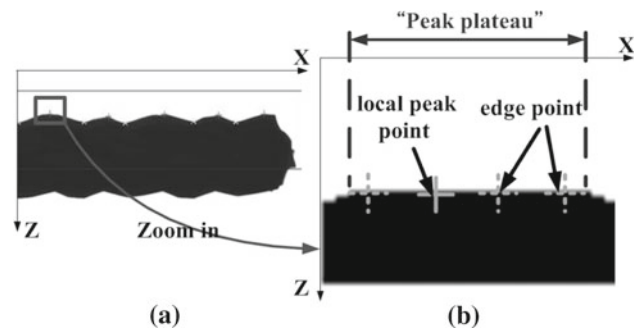 X
Z
Zoom in
(a)
“Peak plateau”
X
local peak
point
edge point
Z
(b)